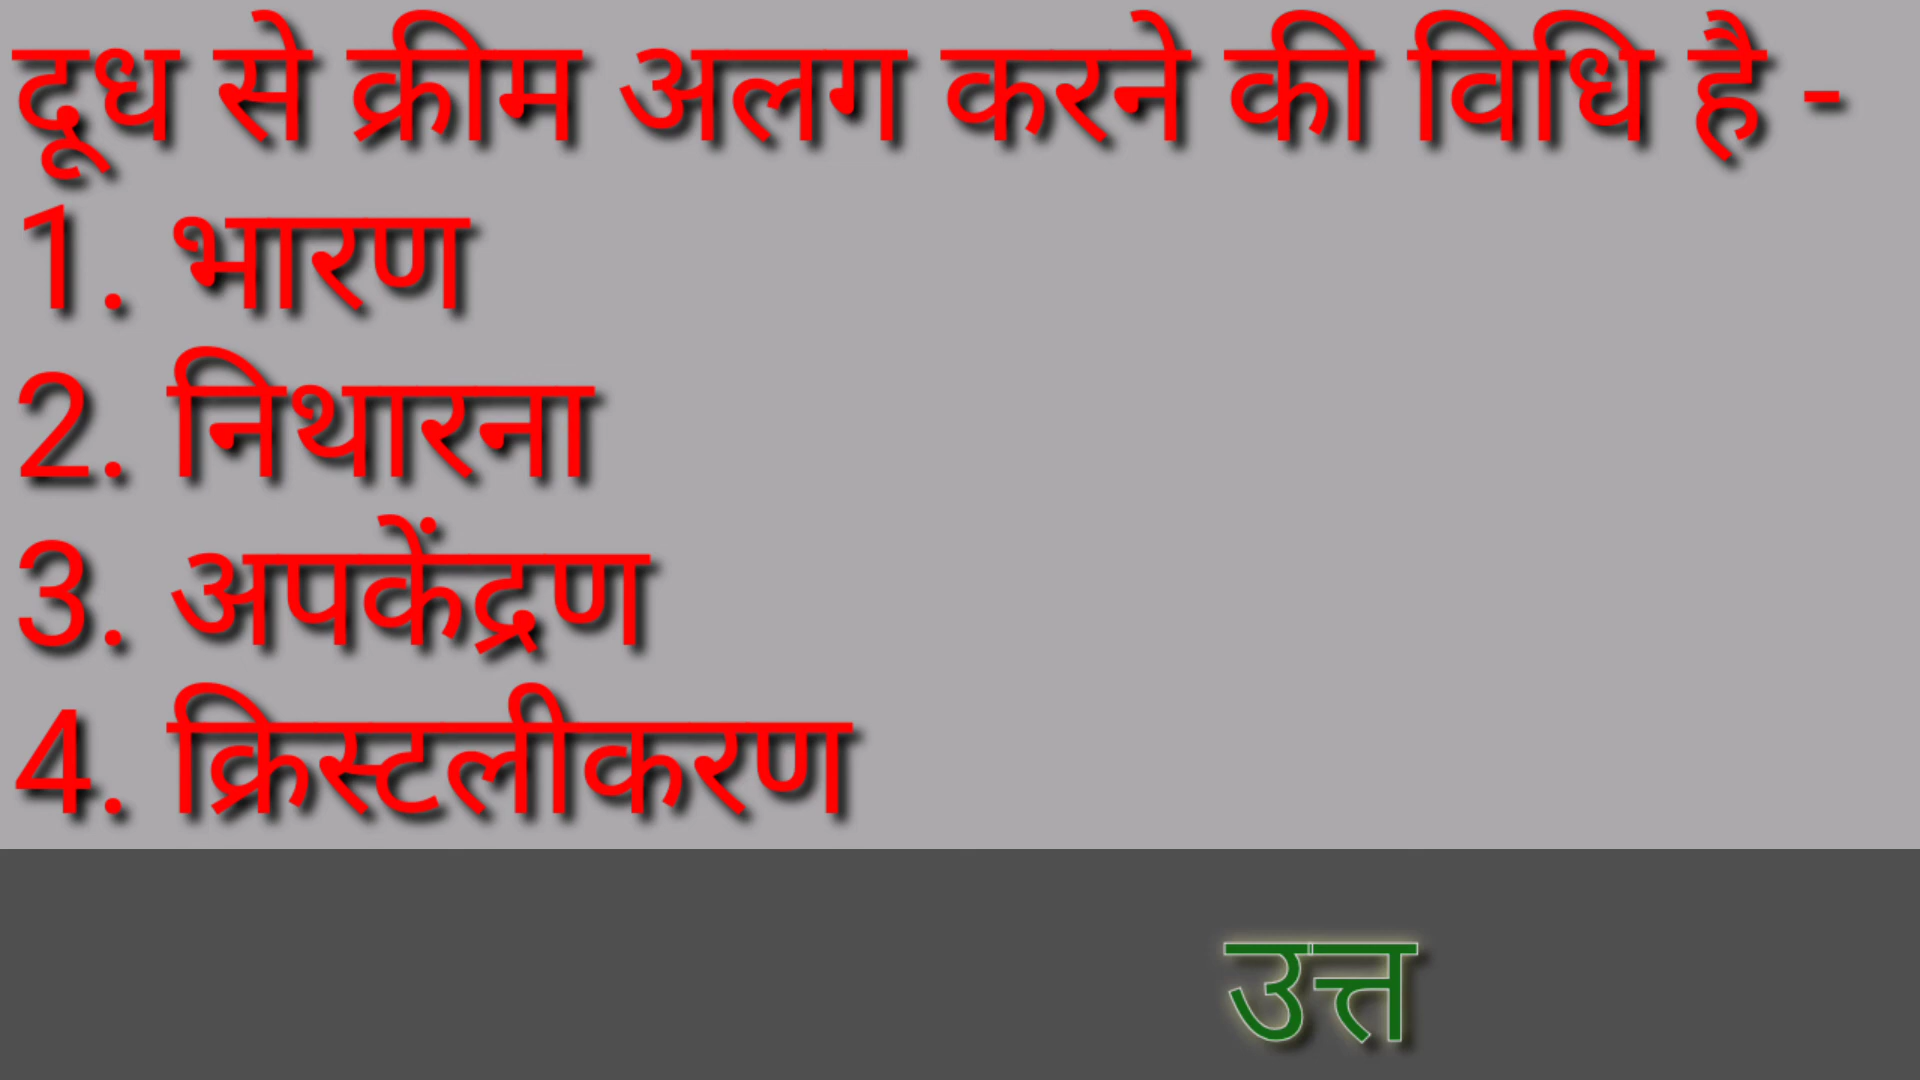 दूध से क्रीम अलग करने की विधि है -
1. भारण
2. निथारना
3. अपकेंद्रण
4. क्रिस्टलीकरण
उत्त